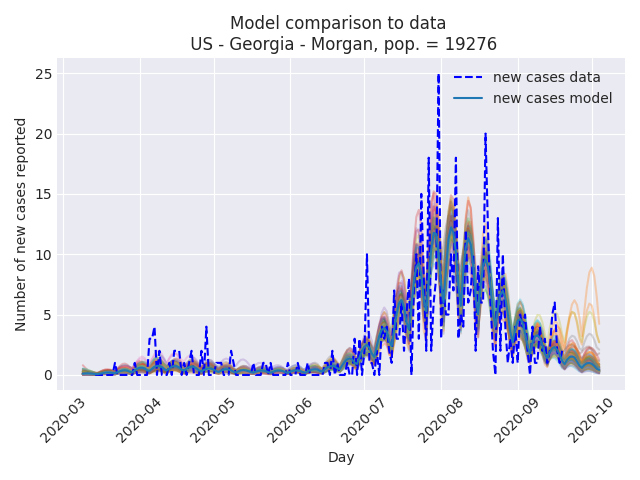 Model comparison to data
US - Georgia - Morgan, pop. = 19276
new cases data
new cases model
Number of new cases reported
25
20
15
10
5
0
2020-03
2020-04
2020-05
2020-06
2020-07
2020-08
2020-09
2020-10
Day